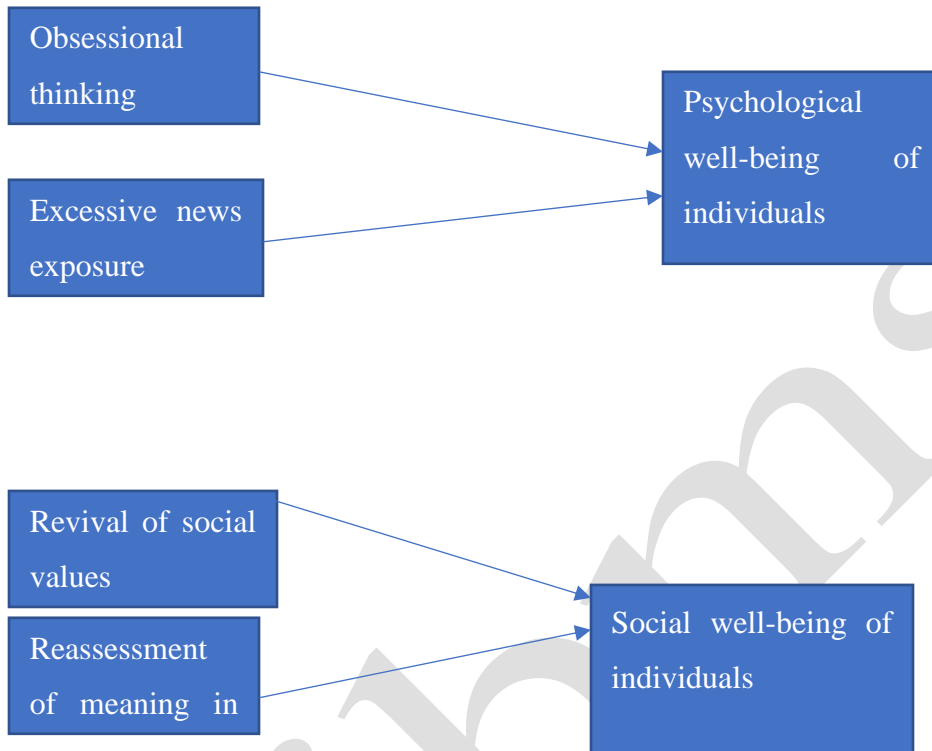 Obsessional
thinking
Psychological
well-being of
individuals
Excessive news
exposure
Revival of social
values
Reassessment
of meaning in
Social well-being of
individuals